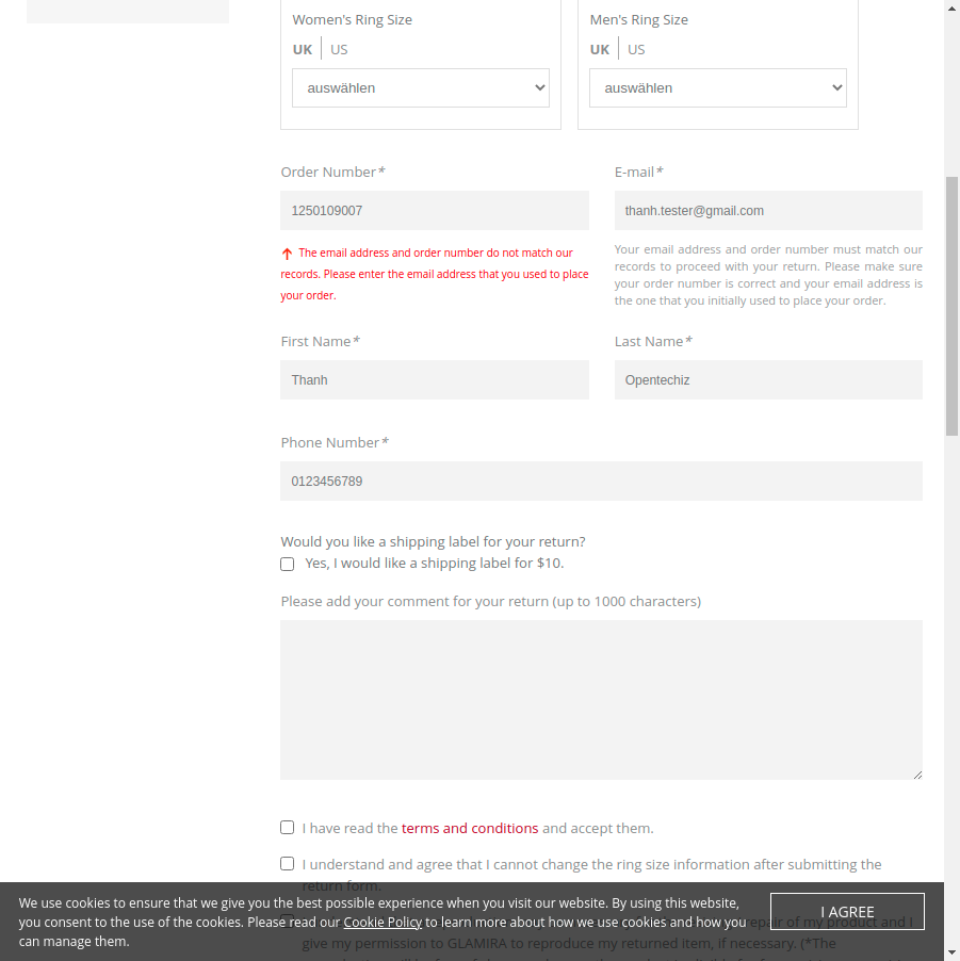 Women's Ring Size
Men's Ring Size
UK US
UK US
auswählen
auswählen
Order Number*
E-mail*
1250109007
thanh.tester@gmail.com
The email address and order number do not match our
records. Please enter the email address that you used to place
your order.
Your email address and order number must match our
records to proceed with your return. Please make sure
your order number is correct and your email address is
the one that you initially used to place your order.
First Name*
Last Name*
Thanh
Opentechiz
Phone Number*
0123456789
Would you like a shipping label for your return?
Yes, I would like a shipping label for $10.
Please add your comment for your return (up to 1000 characters)
I have read the terms and conditions and accept them.
I understand and agree that I cannot change the ring size information after submitting the
return form.
We use cookies to ensure that we give you the best possible experience when you visit our website. By using this website,
you consent to the use of the cookies. Please read our Cookie Policy to learn more about how we use cookies and how you
can manage them.
I AGREE
repair of my product and I
give my permission to GLAMIRA to reproduce my returned item, if necessary. (*The